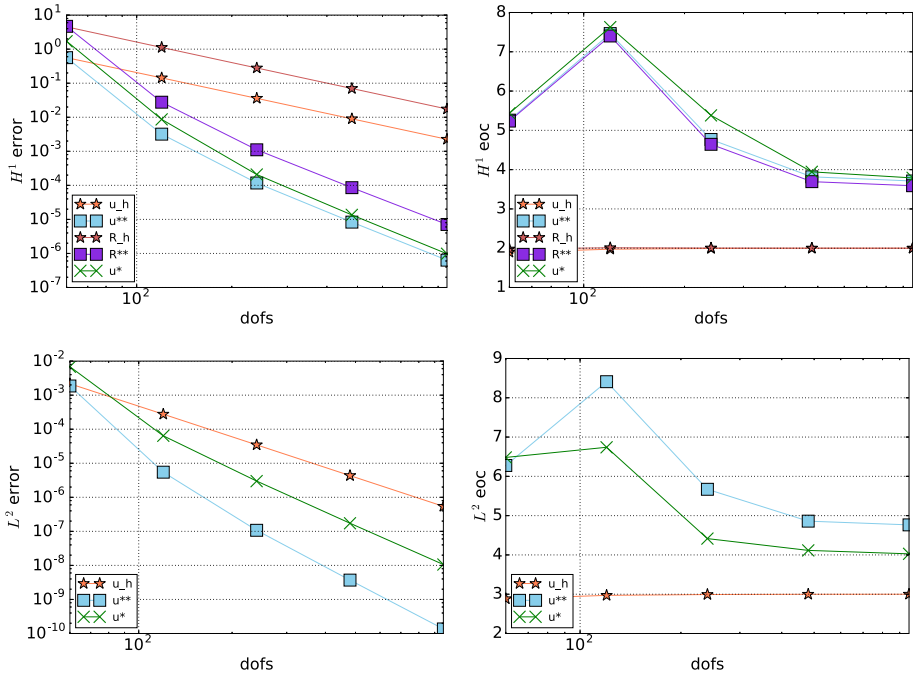 10^1
10^0
10^-1
10^-2
10^-3
10^-4
10^-5
10^-6
10^-7
H^1 error
u_h
u**
R_h
R**
u*
10^2
dofs
8
7
6
5
4
3
2
1
H^1 eoc
u_h
u**
R_h
R**
u*
10^2
dofs
10^-2
10^-3
10^-4
10^-5
10^-6
10^-7
10^-8
10^-9
10^-10
L^2 error
u_h
u**
u*
10^2
dofs
9
8
7
6
5
4
3
2
L^2 eoc
u_h
u**
u*
10^2
dofs